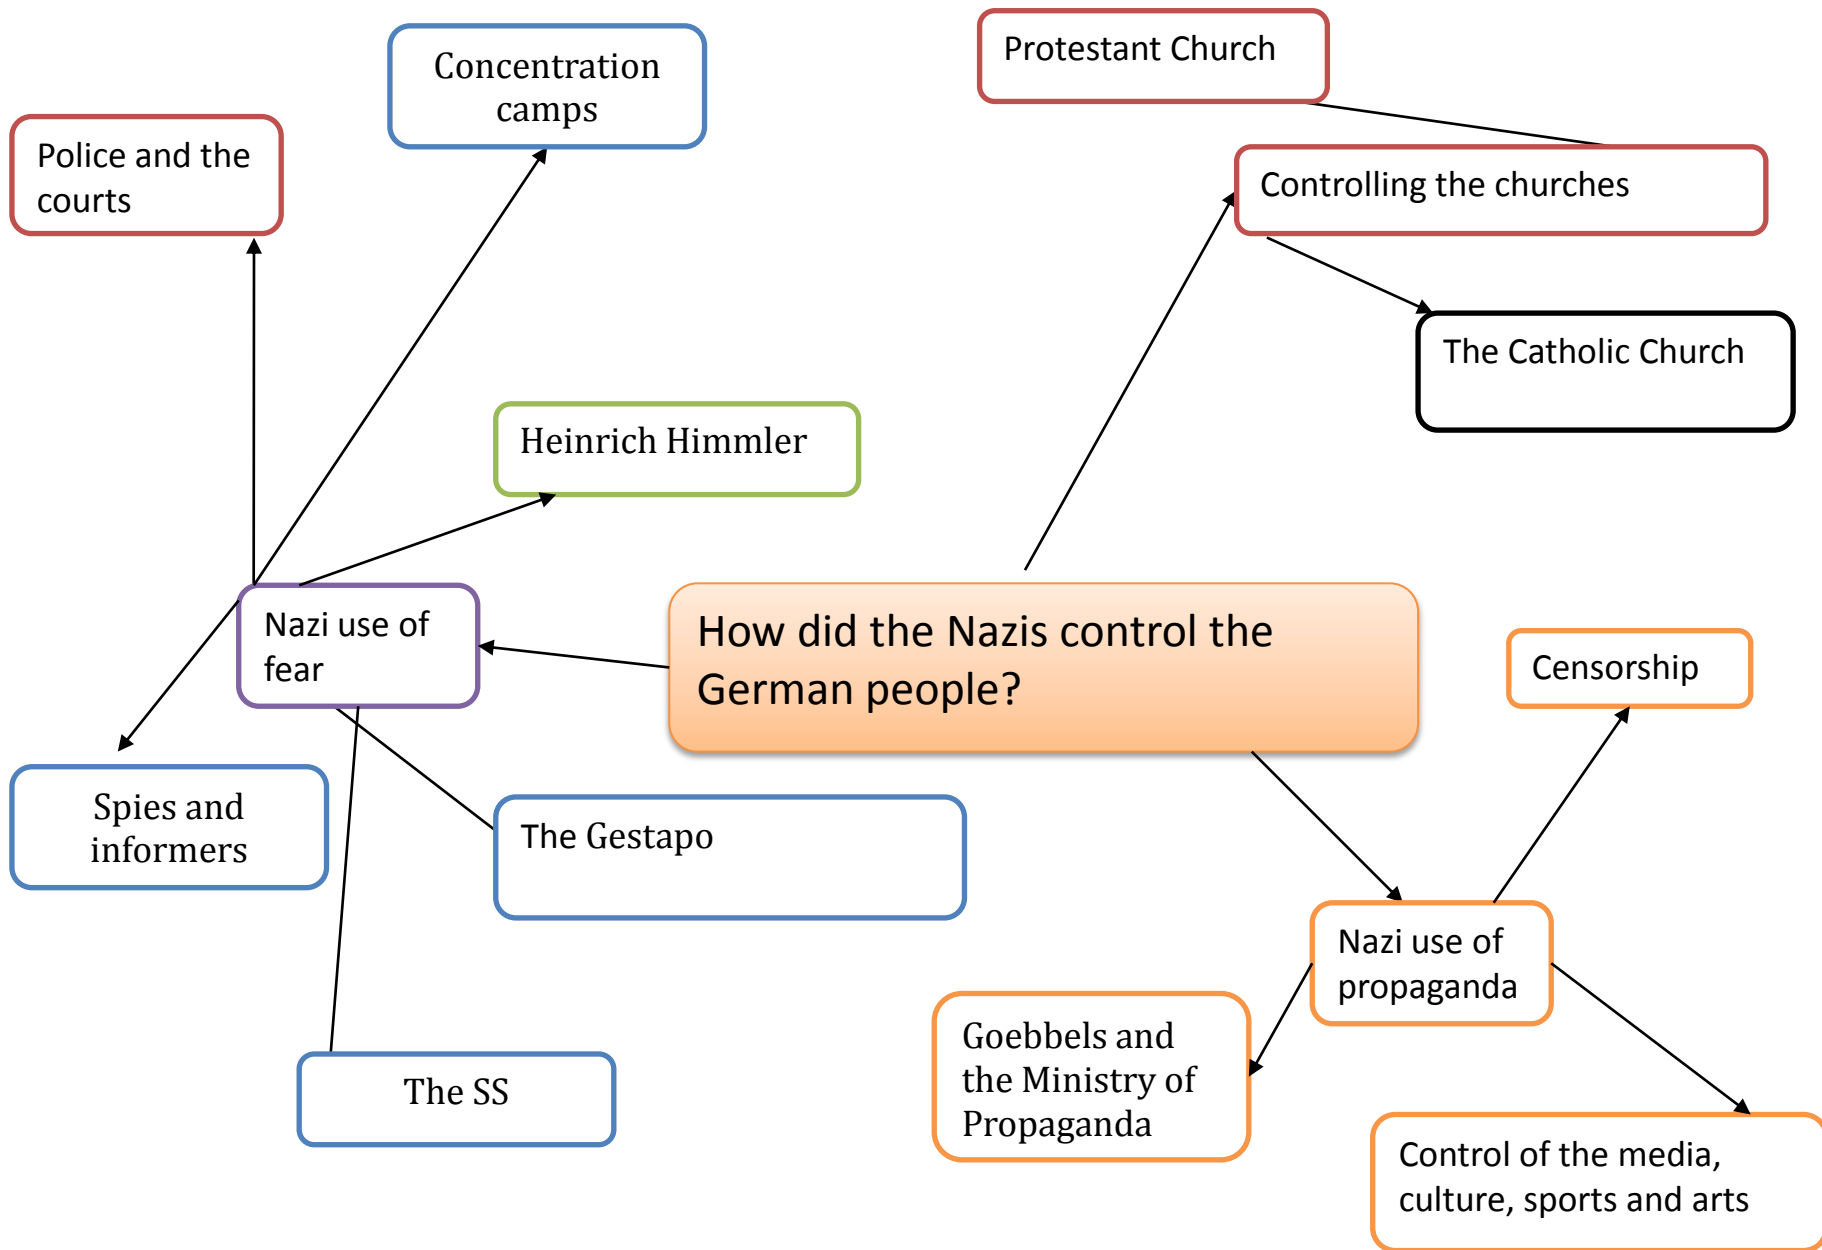 Concentration
camps
Protestant Church
Police and the
courts
Controlling the churches
The Catholic Church
Heinrich Himmler
Nazi use of
fear
How did the Nazis control the
German people?
Censorship
Spies and
informers
The Gestapo
Nazi use of
propaganda
Goebbels and
the Ministry of
Propaganda
The SS
Control of the media,
culture, sports and arts